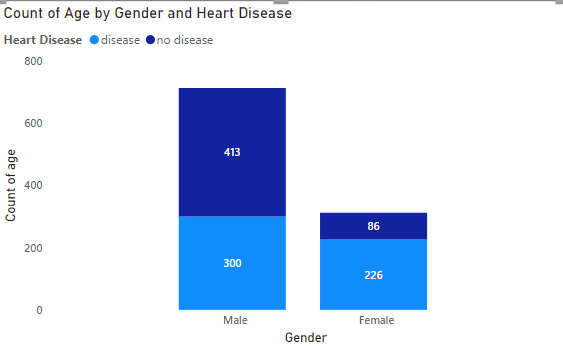 Count of Age by Gender and Heart Disease
Heart Disease disease no disease
800
600
400
200
0
Count of age
413
300
86
226
Male Female
Gender